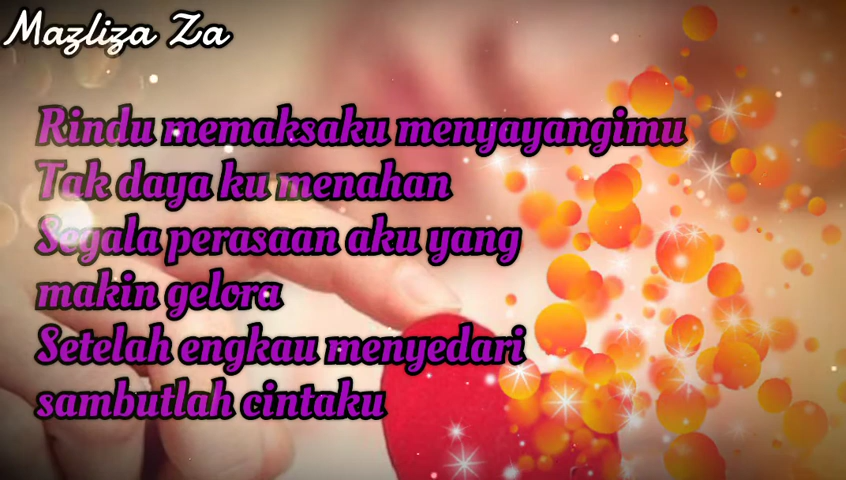 Mazliza Za
Rindu memaksaku menyayangimu
Tak daya ku menahan
Segala perasaan aku yang
makin gelora
Setelah engkau menyedari
sambutlah cintaku